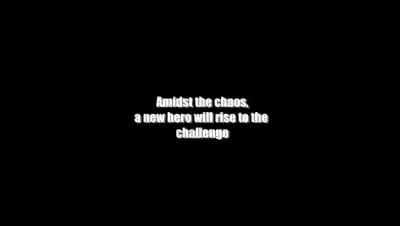 Amidst the chaos,
a new hero will rise to the
challenge